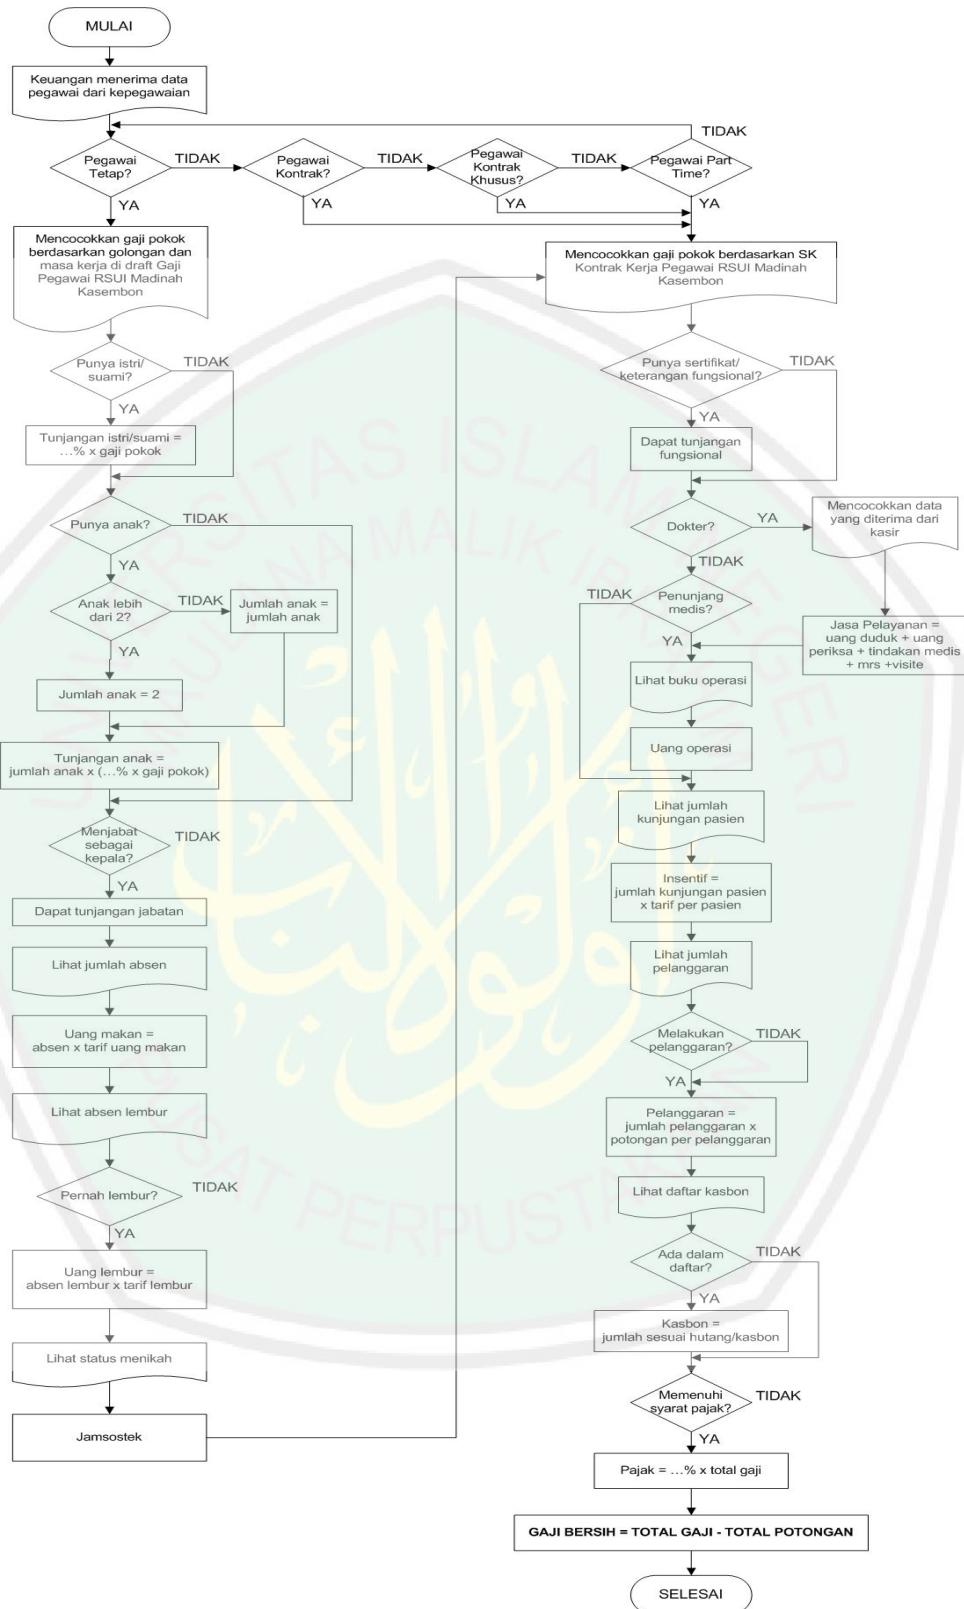 MULAI
Keuangan menerima data
pegawai dari kepegawaian
TIDAK
Pegawai
Tetap?
TIDAK
Pegawai
Kontrak?
TIDAK
Pegawai
Kontrak
Khusus?
TIDAK
Pegawai Part
Time?
YA
YA
YA
YA
Mencocokkan gaji pokok
berdasarkan golongan dan
masa kerja di draft Gaji
Pegawai RSUI Madinah
Kasembon
Punya istri/
suami?
TIDAK
YA
Tunjangan istri/suami =
...% x gaji pokok
Punya anak?
TIDAK
YA
Anak lebih
dari 2?
TIDAK
Jumlah anak =
jumlah anak
YA
Jumlah anak = 2
Tunjangan anak =
jumlah anak x (...% x gaji pokok)
Menjabat
sebagai
kepala?
TIDAK
YA
Dapat tunjangan jabatan
Lihat jumlah absen
Uang makan =
absen x tarif uang makan
Lihat absen lembur
Pernah lembur?
TIDAK
YA
Uang lembur =
absen lembur x tarif lembur
Lihat status menikah
Jamsostek
Mencocokkan gaji pokok berdasarkan SK
Kontrak Kerja Pegawai RSUI Madinah
Kasembon
Punya sertifikat/
keterangan fungsional?
TIDAK
YA
Dapat tunjangan
fungsional
Dokter?
YA
Mencocokkan data
yang diterima dari
kasir
TIDAK
Penunjang
medis?
TIDAK
YA
Jasa Pelayanan =
uang duduk + uang
periksa + tindakan medis
+ mrs +visite
Lihat buku operasi
Uang operasi
Lihat jumlah
kunjungan pasien
Insentif =
jumlah kunjungan pasien
x tarif per pasien
Lihat jumlah
pelanggaran
Melakukan
pelanggaran?
TIDAK
YA
Pelanggaran =
jumlah pelanggaran x
potongan per pelanggaran
Lihat daftar kasbon
Ada dalam
daftar?
TIDAK
YA
Kasbon =
jumlah sesuai hutang/kasbon
Memenuhi
syarat pajak?
TIDAK
YA
Pajak = ...% x total gaji
GAJI BERSIH = TOTAL GAJI - TOTAL POTONGAN
SELESAI
UNIVERSITAS ISLAM NEGERI
MAULANA MALIK IBRAHIM
PUSAT PERPUSTAKAAN